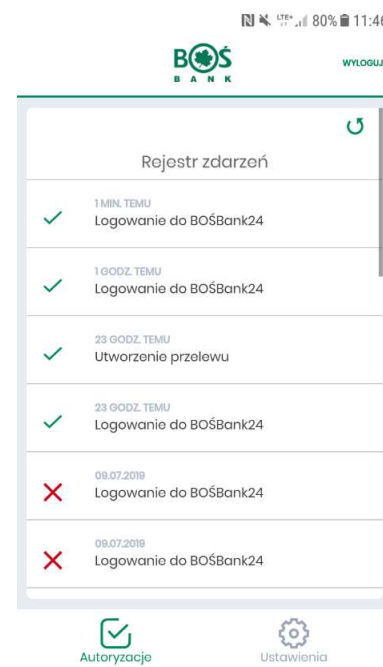 80% 11:46
BOŚ
BANK
WYLOGUJ
Rejestr zdarzeń
1 MIN. TEMU
Logowanie do BOŚBank24
1 GODZ. TEMU
Logowanie do BOŚBank24
23 GODZ. TEMU
Utworzenie przelewu
23 GODZ. TEMU
Logowanie do BOŚBank24
09.07.2019
Logowanie do BOŚBank24
09.07.2019
Logowanie do BOŚBank24
Autoryzacje
Ustawienia